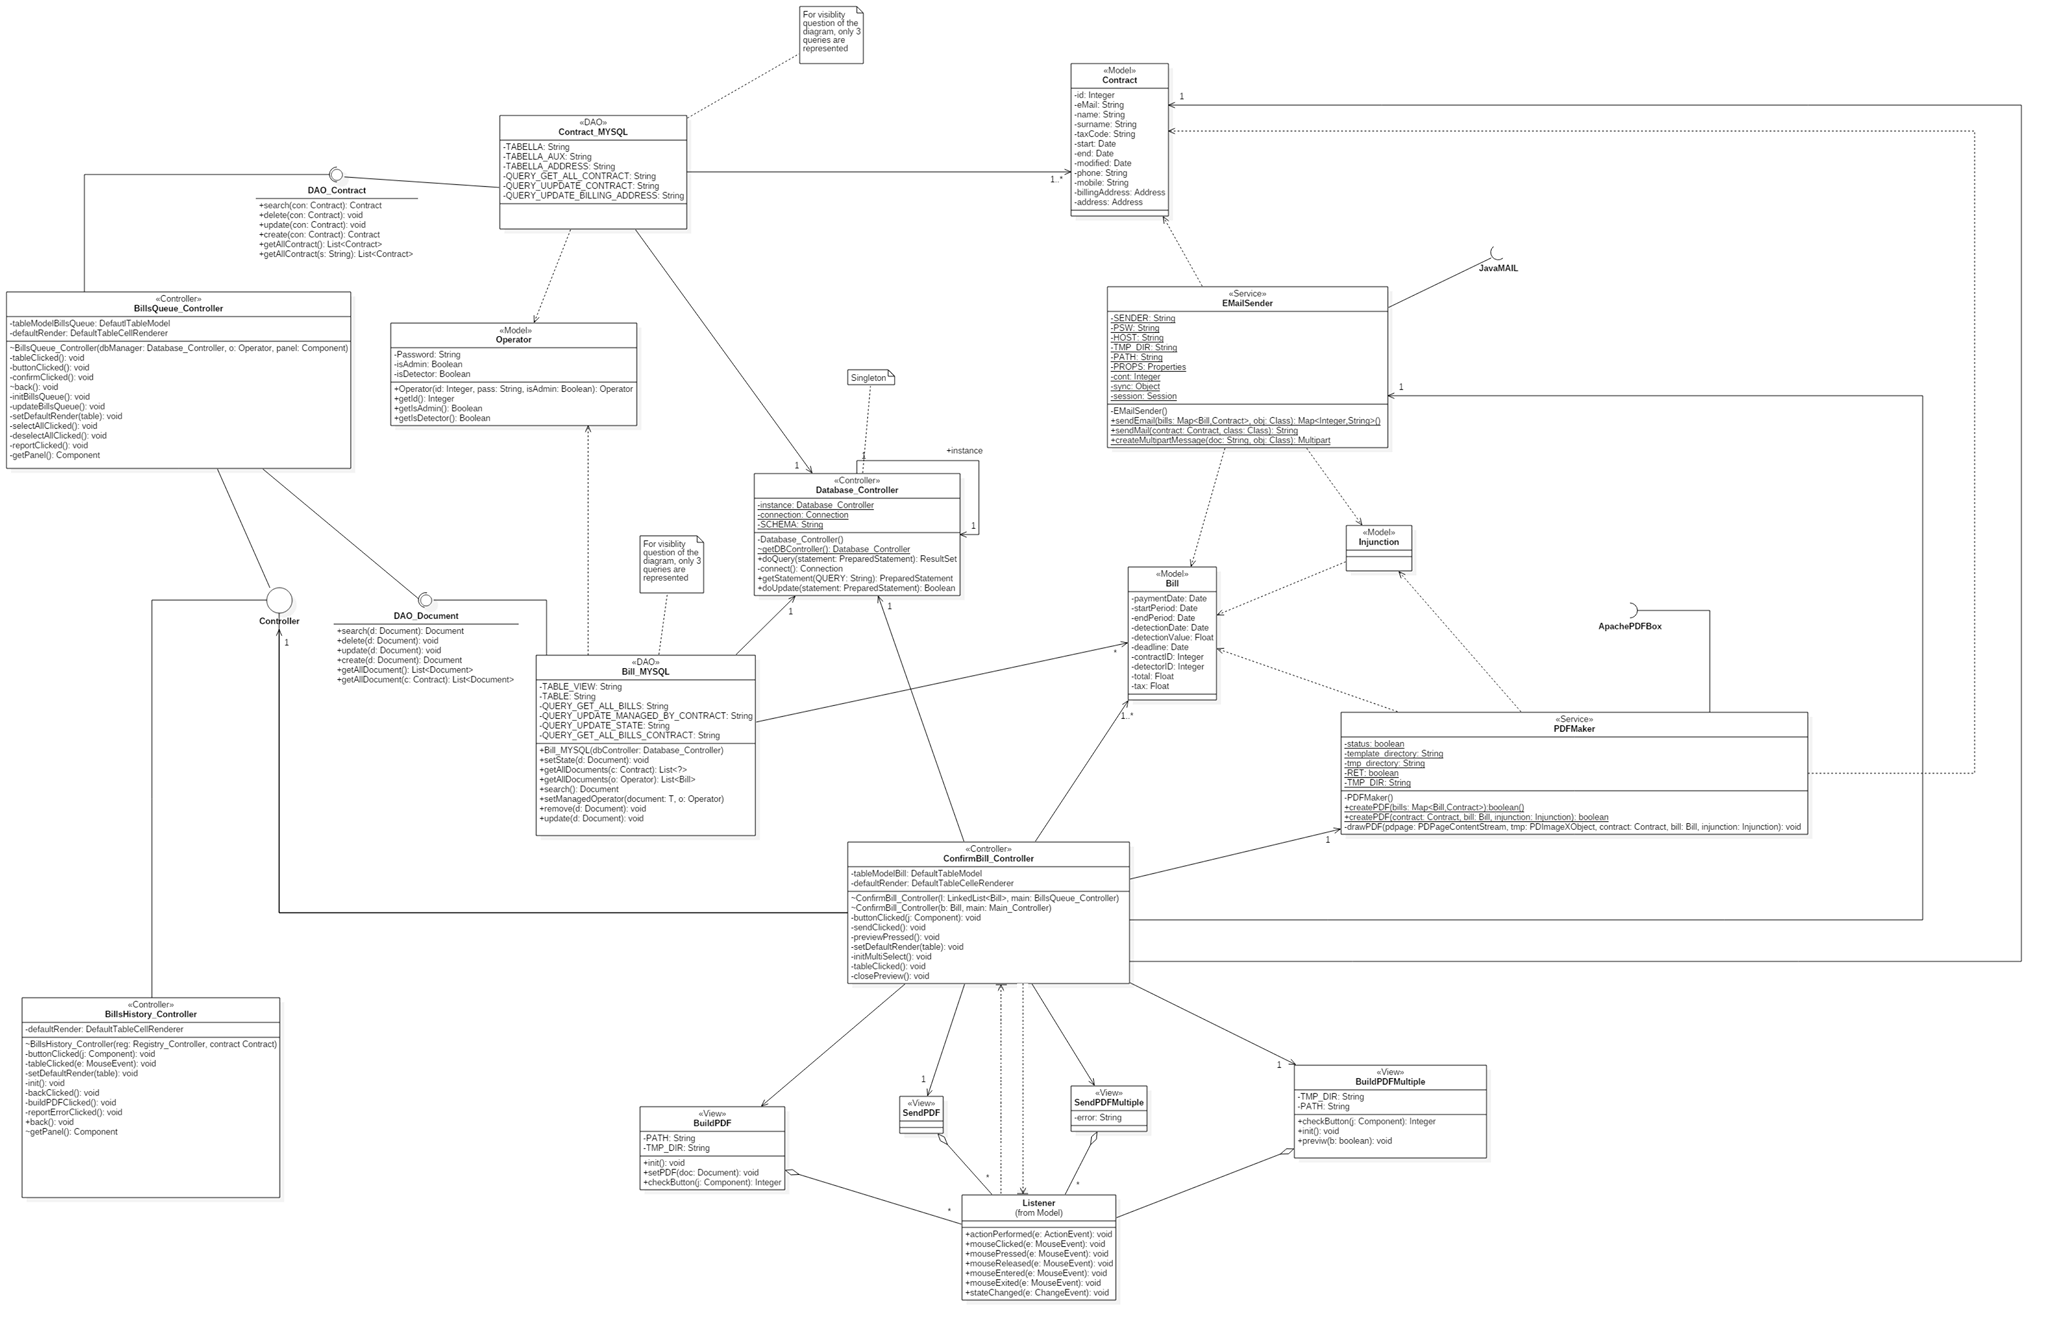 For visiblity
question of the
diagram, only 3
queries are
represented
«Model»
Contract
-id: Integer
-eMail: String
-name: String
-surname: String
-taxCode: String
-start: Date
-end: Date
-modified: Date
-phone: String
-mobile: String
-billingAddress: Address
-address: Address
1
«DAO»
Contract_MYSQL
-TABELLA: String
-TABELLA_AUX: String
-TABELLA_ADDRESS: String
-QUERY_GET_ALL_CONTRACT: String
-QUERY_UUPDATE_CONTRACT: String
-QUERY_UPDATE_BILLING_ADDRESS: String
1..*
DAO_Contract
+search(con: Contract): Contract
+delete(con: Contract): void
+update(con: Contract): void
+create(con: Contract): Contract
+getAllContract(): List<Contract>
+getAllContract(s: String): List<Contract>
JavaMAIL
«Controller»
BillsQueue_Controller
-tableModelBillsQueue: DefautlTableModel
-defaultRender: DefaultTableCellRenderer
~BillsQueue_Controller(dbManager: Database_Controller, o: Operator, panel: Component)
-tableClicked(): void
-buttonClicked(): void
-confirmClicked(): void
~back(): void
-initBillsQueue(): void
-updateBillsQueue(): void
-setDefaultRender(table): void
-selectAllClicked(): void
-deselectAllClicked(): void
-reportClicked(): void
-getPanel(): Component
«Model»
Operator
-Password: String
-isAdmin: Boolean
-isDetector: Boolean
+Operator(id: Integer, pass: String, isAdmin: Boolean): Operator
+getId(): Integer
+getIsAdmin(): Boolean
+getIsDetector(): Boolean
«Service»
EMailSender
-SENDER: String
-PSW: String
-HOST: String
-TMP_DIR: String
-PATH: String
-PROPS: Properties
-cont: Integer
-sync: Object
-session: Session
-EMailSender()
+sendEmail(bills: Map<Bill,Contract>, obj: Class): Map<Integer,String>()
+sendMail(contract: Contract, class: Class): String
+createMultipartMessage(doc: String, obj: Class): Multipart
1
Singleton
+instance
1
1
1
«Controller»
Database_Controller
-instance: Database_Controller
-connection: Connection
-SCHEMA: String
-Database_Controller()
~getDBController(): Database_Controller
+doQuery(statement: PreparedStatement): ResultSet
-connect(): Connection
+getStatement(QUERY: String): PreparedStatement
+doUpdate(statement: PreparedStatement): Boolean
1
1
For visiblity
question of the
diagram, only 3
queries are
represented
«Model»
Injunction
«Model»
Bill
-paymentDate: Date
-startPeriod: Date
-endPeriod: Date
-detectionDate: Date
-detectionValue: Float
-deadline: Date
-contractID: Integer
-detectorID: Integer
-total: Float
-tax: Float
*
1..*
ApachePDFBox
Controller
1
DAO_Document
+search(d: Document): Document
+delete(d: Document): void
+update(d: Document): void
+create(d: Document): Document
+getAllDocument(): List<Document>
+getAllDocument(c: Contract): List<Document>
«DAO»
Bill_MYSQL
-TABLE_VIEW: String
-TABLE: String
-QUERY_GET_ALL_BILLS: String
-QUERY_UPDATE_MANAGED_BY_CONTRACT: String
-QUERY_UPDATE_STATE: String
-QUERY_GET_ALL_BILLS_CONTRACT: String
+Bill_MYSQL(dbController: Database_Controller)
+setState(d: Document): void
+getAllDocuments(c: Contract): List<?>
+getAllDocuments(o: Operator): List<Bill>
+search(): Document
+setManagedOperator(document: T, o: Operator)
+remove(d: Document): void
+update(d: Document): void
«Service»
PDFMaker
-status: boolean
-template_directory: String
-tmp_directory: String
-RET: boolean
-TMP_DIR: String
-PDFMaker()
+createPDF(bills: Map<Bill,Contract>):boolean()
+createPDF(contract: Contract, bill: Bill, injunction: Injunction): boolean
-drawPDF(pdpage: PDPageContentStream, tmp: PDImageXObject, contract: Contract, bill: Bill, injunction: Injunction): void
1
«Controller»
ConfirmBill_Controller
-tableModelBill: DefaultTableModel
-defaultRender: DefaultTableCelleRenderer
~ConfirmBill_Controller(l: LinkedList<Bill>, main: BillsQueue_Controller)
~ConfirmBill_Controller(b: Bill, main: Main_Controller)
-buttonClicked(j: Component): void
-sendClicked(): void
-previewPressed(): void
-setDefaultRender(table): void
-initMultiSelect(): void
-tableClicked(): void
-closePreview(): void
«Controller»
BillsHistory_Controller
-defaultRender: DefaultTableCellRenderer
~BillsHistory_Controller(reg: Registry_Controller, contract Contract)
-buttonClicked(j: Component): void
-tableClicked(e: MouseEvent): void
-setDefaultRender(table): void
-init(): void
-backClicked(): void
-buildPDFClicked(): void
-reportErrorClicked(): void
+back(): void
~getPanel(): Component
«View»
BuildPDF
-PATH: String
-TMP_DIR: String
+init(): void
+setPDF(doc: Document): void
+checkButton(j: Component): Integer
1
«View»
SendPDF
«View»
SendPDFMultiple
-error: String
1
«View»
BuildPDFMultiple
-TMP_DIR: String
-PATH: String
+checkButton(j: Component): Integer
+init(): void
+previw(b: boolean): void
*
*
*
Listener
(from Model)
+actionPerformed(e: ActionEvent): void
+mouseClicked(e: MouseEvent): void
+mousePressed(e: MouseEvent): void
+mouseReleased(e: MouseEvent): void
+mouseEntered(e: MouseEvent): void
+mouseExited(e: MouseEvent): void
+stateChanged(e: ChangeEvent): void